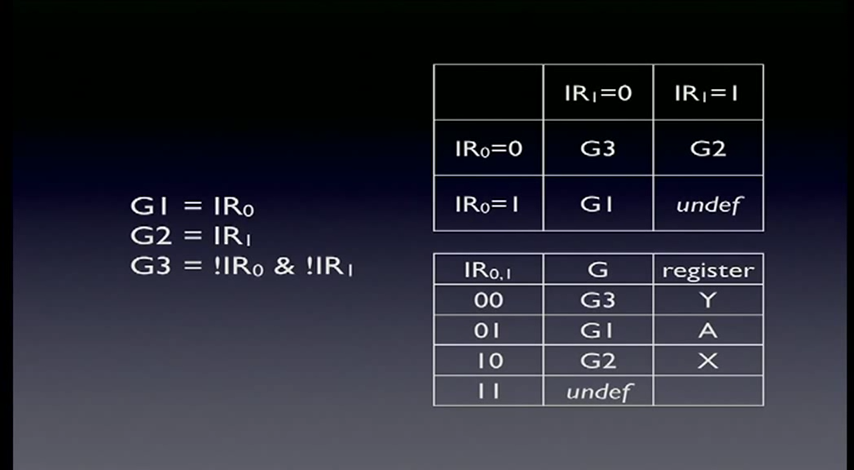 G1 = IR₀
G2 = IR₁
G3 = !IR₀ & !IR₁
IR₁=0 IR₁=1
IR₀=0 G3 G2
IR₀=1 G1 undef
IR₀,₁ G register
00 G3 Y
01 G1 A
10 G2 X
11 undef